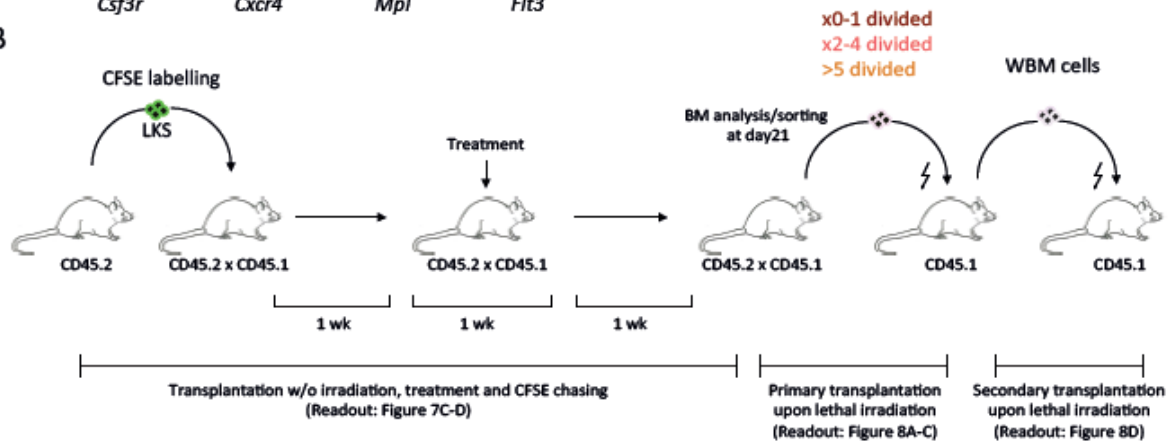 Csf3r Cxcr4 Mpl Flt3
B
x0-1 divided
x2-4 divided
>5 divided
CFSE labelling
WBM cells
LKS
BM analysis/sorting
at day21
Treatment
CD45.2
CD45.2 x CD45.1
CD45.2 x CD45.1
CD45.2 x CD45.1
CD45.1
CD45.1
1 wk
1 wk
1 wk
Transplantation w/o irradiation, treatment and CFSE chasing
(Readout: Figure 7C-D)
Primary transplantation
upon lethal irradiation
(Readout: Figure 8A-C)
Secondary transplantation
upon lethal irradiation
(Readout: Figure 8D)